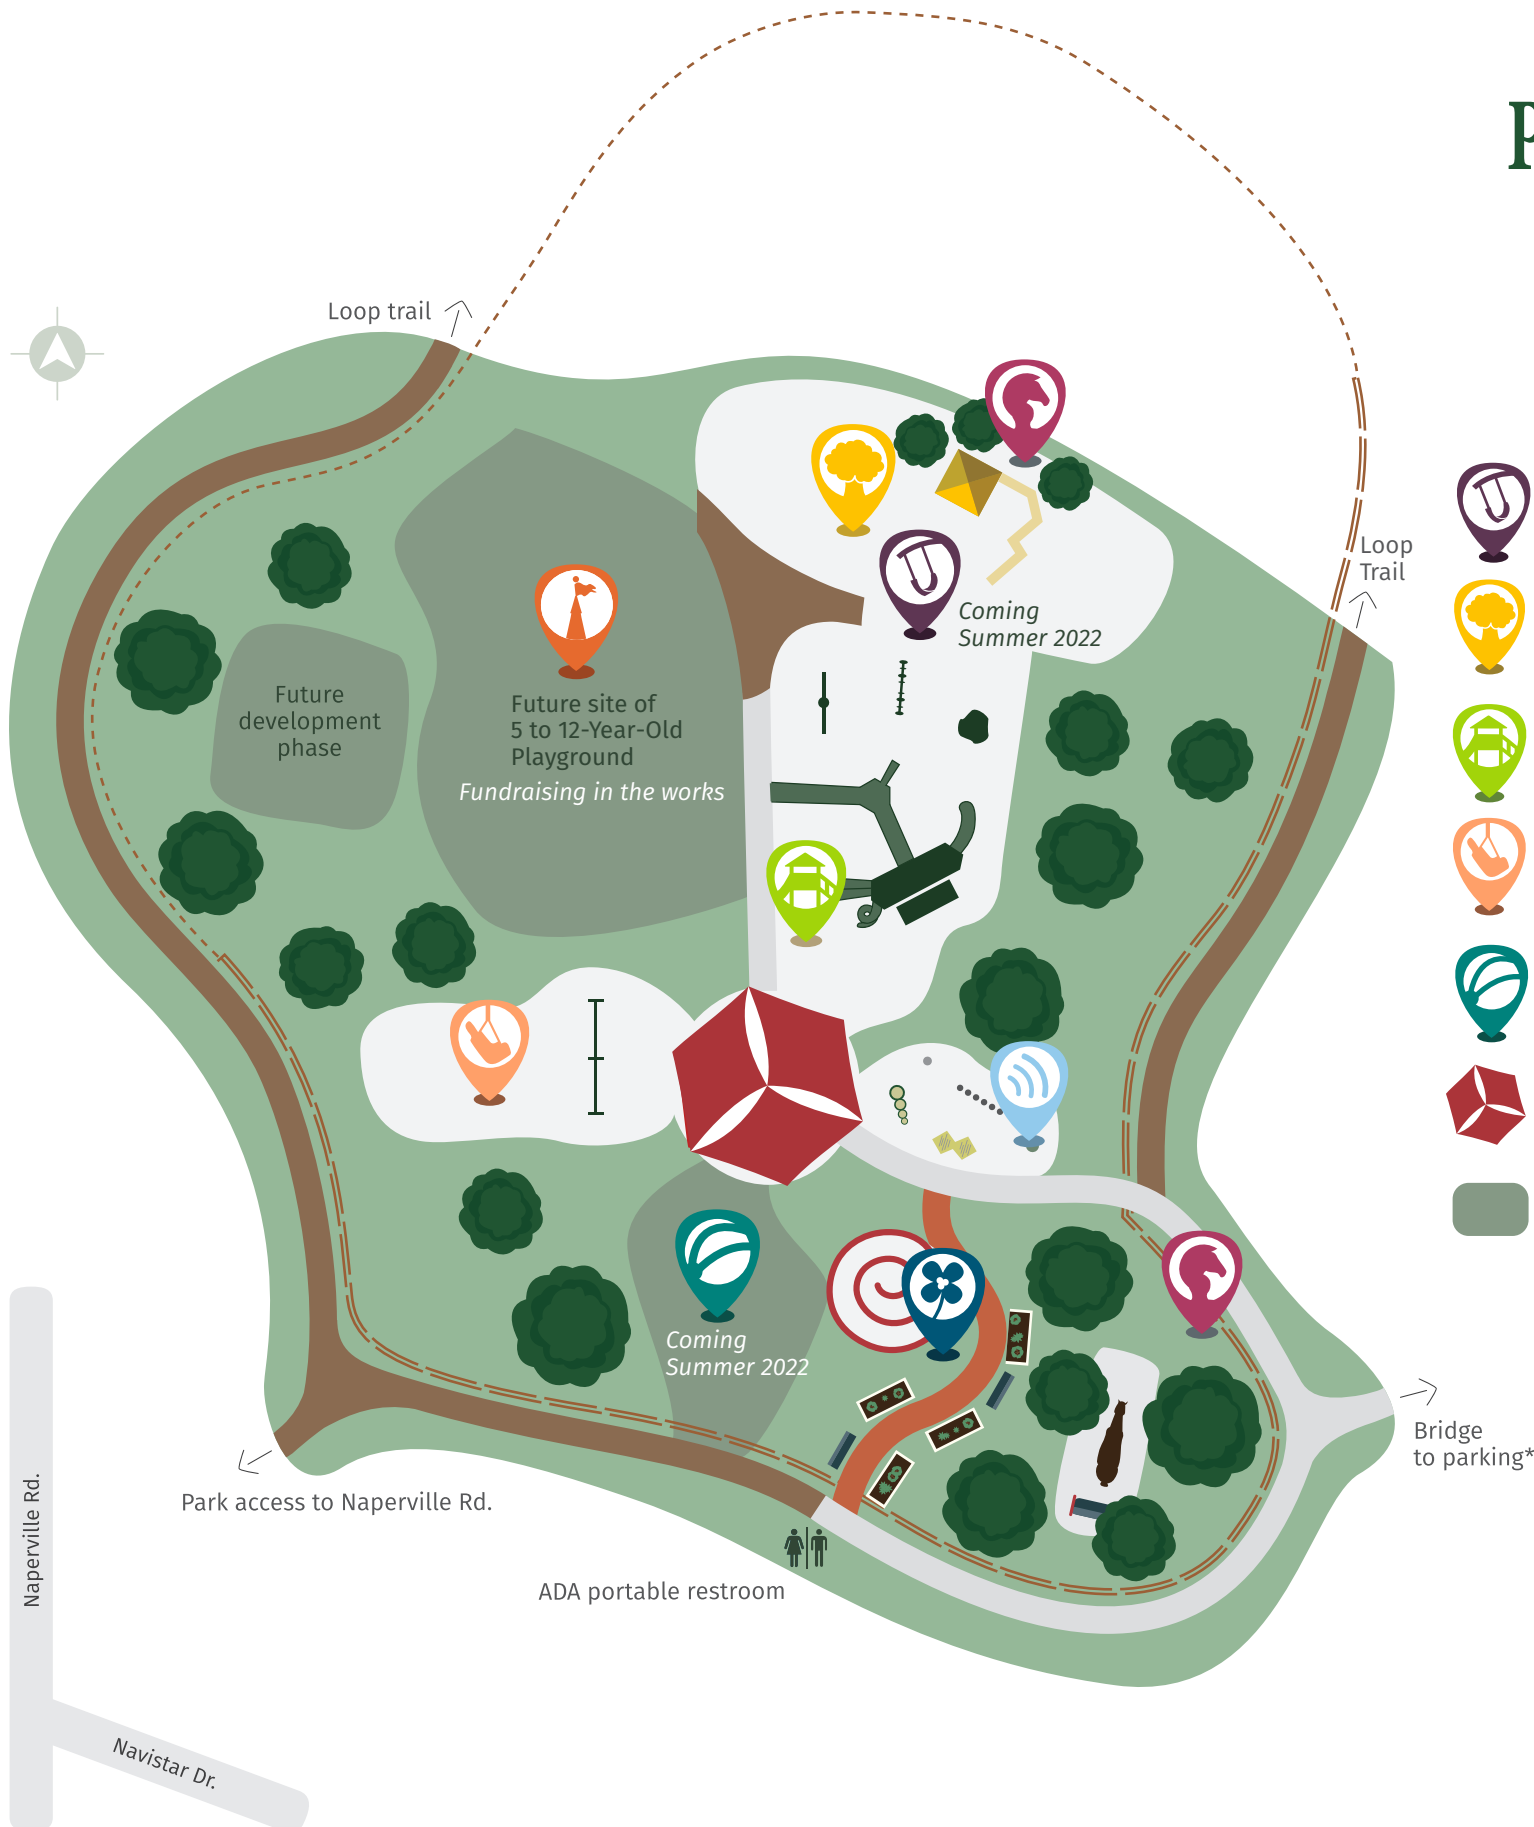 P
Loop trail
Loop
Trail
Coming
Summer 2022
Future
development
phase
Future site of
5 to 12-Year-Old
Playground
Fundraising in the works
Coming
Summer 2022
Bridge
to parking*
Park access to Naperville Rd.
ADA portable restroom
Naperville Rd.
Navistar Dr.